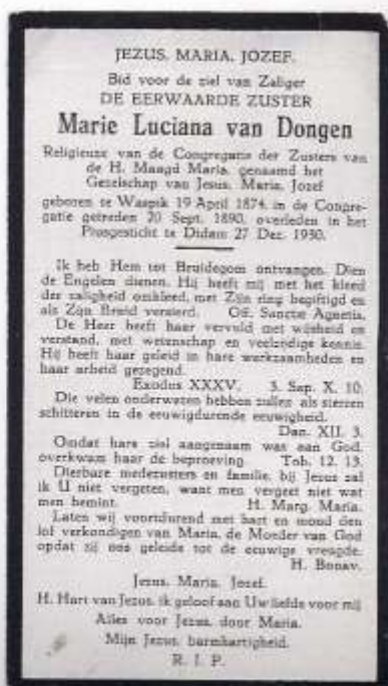 JEZUS. MARIA. JOZEF.
Bid voor de ziel van Zaliger
DE EERWAARDE ZUSTER
Marie Luciana van Dongen
Religieuze van de Congregatie der Zusters van
de H. Maagd Maria, genaamd het
Gezelschap van Jesus, Maria, Jozef
geboren te Waspik 19 April 1874, in de Congre-
gatie getreden 20 Sept. 1890, overleden in het
Piusgesticht te Didam 27 Dec. 1930.
Ik heb Hem tot Bruidegom ontvangen, Dien
de Engelen dienen. Hij heeft mij met het kleed
der zaligheid omkleed, met Zijn ring begiftigd en
als Zijn Bruid versierd. Off. Sanctae Agnetis.
De Heer heeft haar vervuld met wijsheid en
verstand, met wetenschap en veelzijdige kennis.
Hij heeft haar geleid in hare werkzaamheden en
haar arbeid gezegend.
Exodus XXXV. 3. Sap. X. 10.
Die velen onderwezen hebben zullen als sterren
schitteren in de eeuwigdurende eeuwigheid.
Dan. XII. 3.
Omdat hare ziel aangenaam was aan God,
overkwam haar de beproeving Tob. 12. 13.
Dierbare medezusters en familie, bij Jezus zal
ik U niet vergeten, want men vergeet niet wat
men bemint. H. Marg. Maria.
Laten wij voortdurend met hart en mond den
lof verkondigen van Maria, de Moeder van God
opdat zij ons geleide tot de eeuwige vreugde.
H. Bonav.
Jesus. Maria. Jozef.
H. Hart van Jezus, ik geloof aan Uw liefde voor mij
Alles voor Jezus, door Maria.
Mijn Jezus, barmhartigheid.
R. I. P.